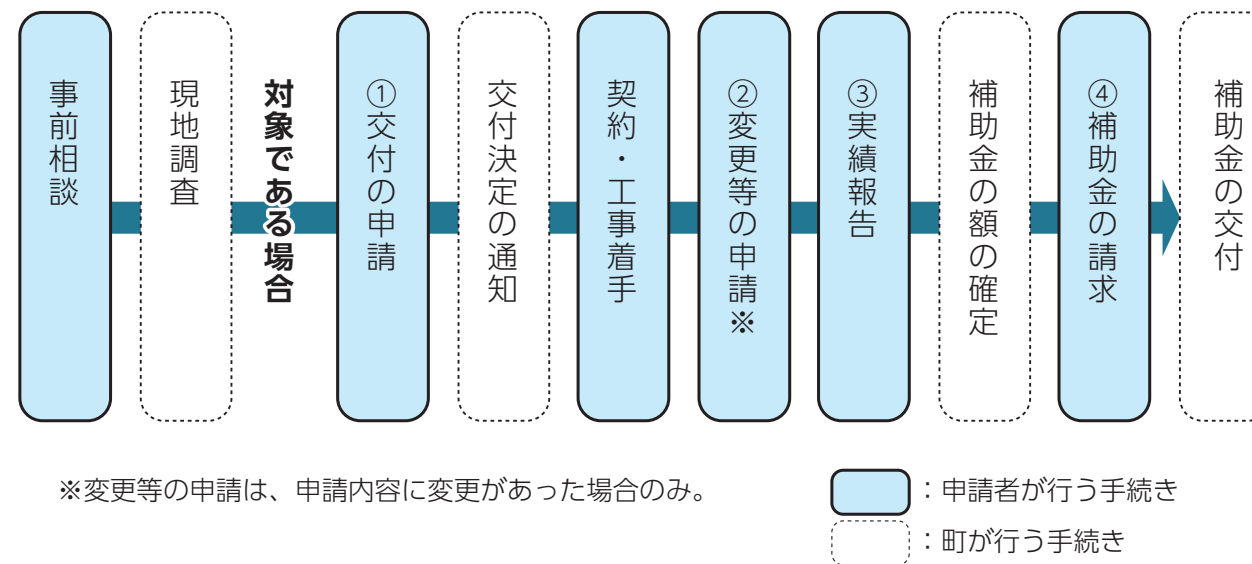 事前相談
現地調査
対象である場合
①交付の申請
交付決定の通知
契約・工事着手
②変更等の申請※
③実績報告
補助金の額の確定
④補助金の請求
補助金の交付
※変更等の申請は、申請内容に変更があった場合のみ。
：申請者が行う手続き
：町が行う手続き